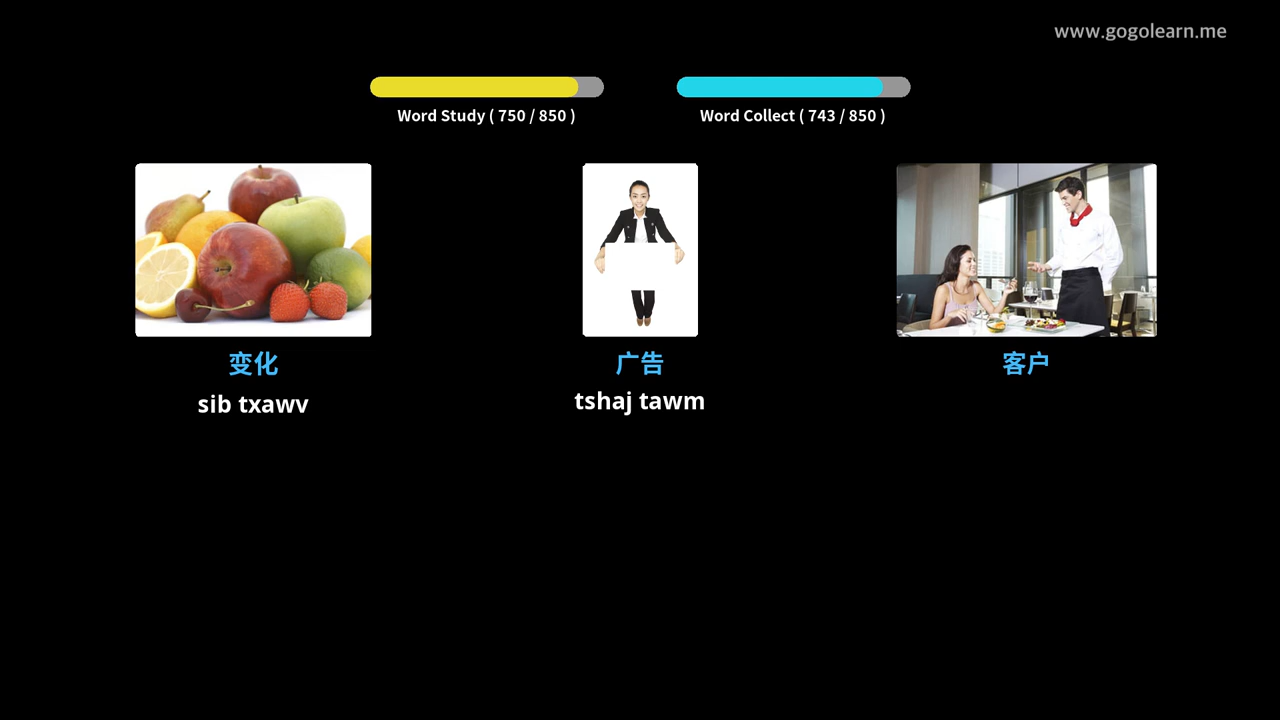 www.gogolearn.me
Word Study ( 750 / 850 )
Word Collect ( 743 / 850 )
变化
广告
客户
sib txawv
tshaj tawm